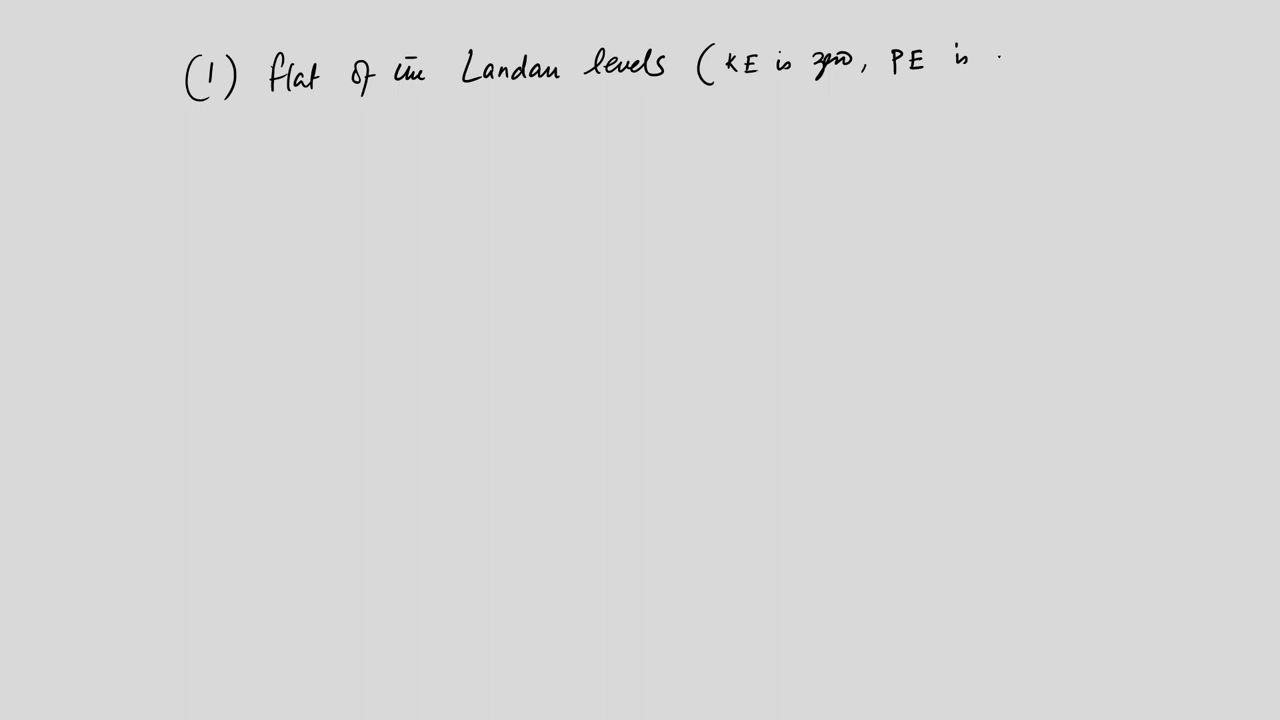 (1) flat of the Landau levels (KE is zero, PE is .